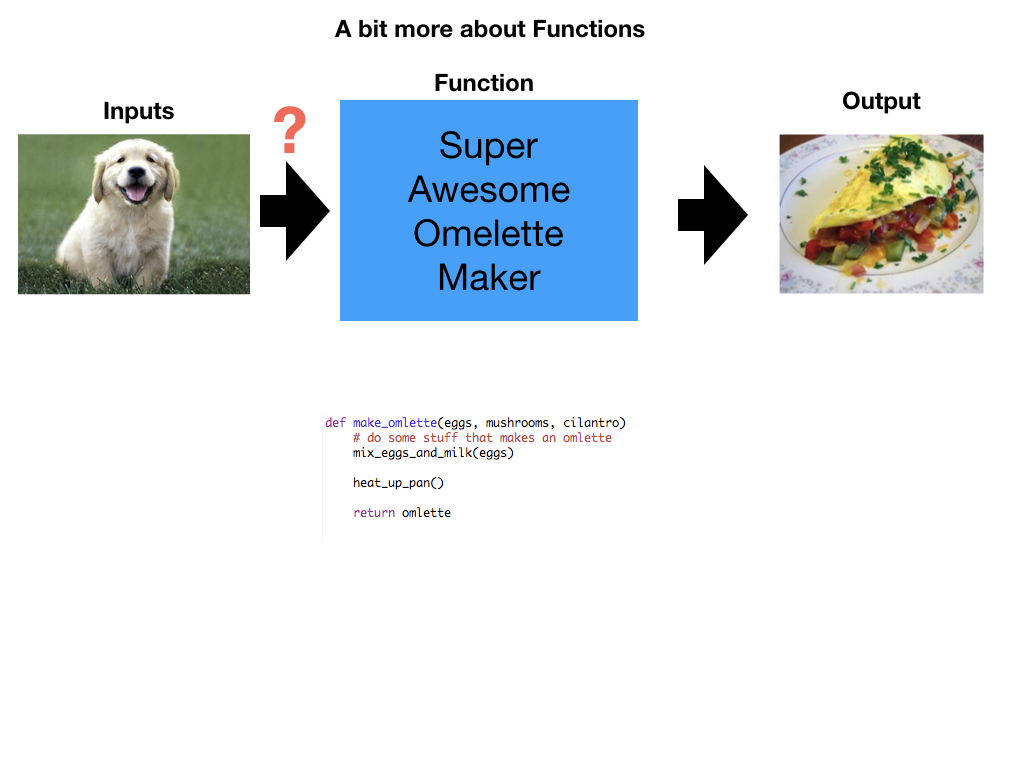 A bit more about Functions
Function
Inputs
Output
?
Super
Awesome
Omelette
Maker
def make_omlette(eggs, mushrooms, cilantro)
    # do some stuff that makes an omlette
    mix_eggs_and_milk(eggs)
    heat_up_pan()
    return omlette